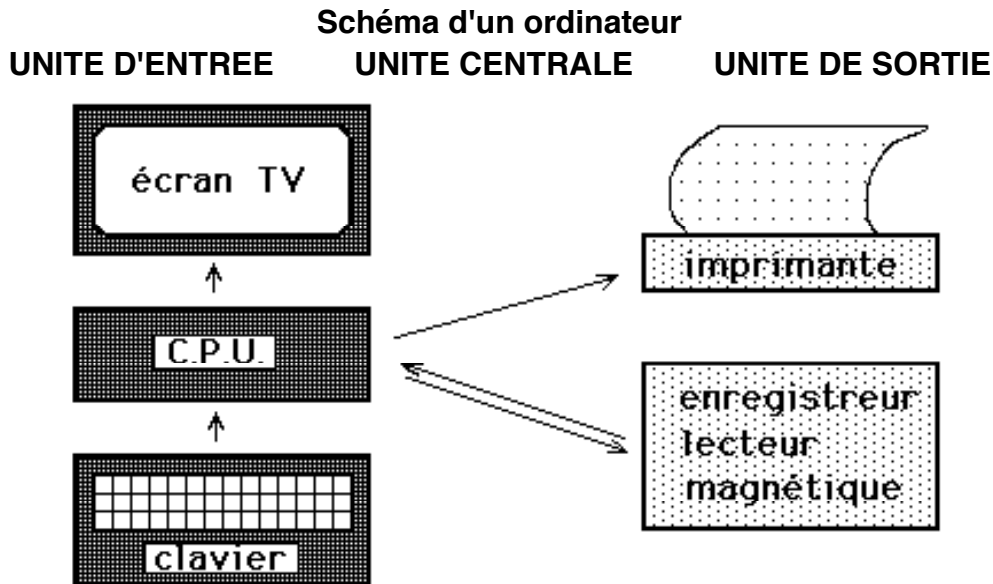 Schéma d'un ordinateur
UNITE D'ENTREE UNITE CENTRALE UNITE DE SORTIE
écran TV
imprimante
C.P.U.
enregistreur
lecteur
magnétique
clavier